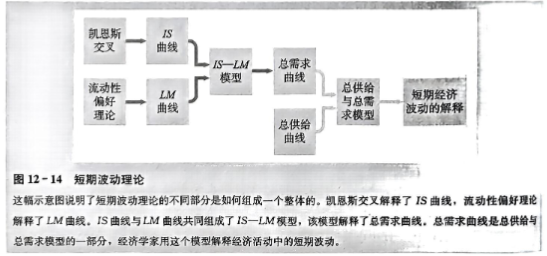 凯恩斯
交叉
IS
曲线
流动性
偏好
理论
LM
曲线
IS—LM
模型
总需求
曲线
总供给
曲线
总供给
与总需
求模型
短期经济
波动的解释
图 12-14 短期波动理论
这幅示意图说明了短期波动理论的不同部分是如何组成一个整体的。凯恩斯交叉解释了 IS 曲线，流动性偏好理论
解释了 LM 曲线。IS 曲线与 LM 曲线共同组成了 IS—LM 模型，该模型解释了总需求曲线。总需求曲线是总供给与
总需求模型的一部分，经济学家用这个模型解释经济活动中的短期波动。